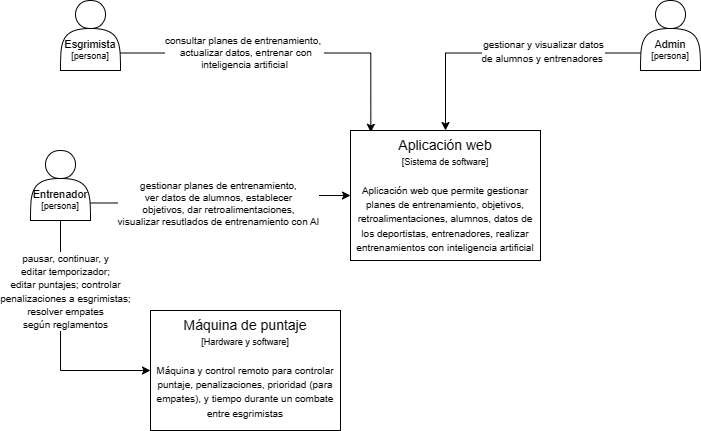 Esgrimista
[persona]
consultar planes de entrenamiento,
actualizar datos, entrenar con
inteligencia artificial
gestionar y visualizar datos
de alumnos y entrenadores
Admin
[persona]
Entrenador
[persona]
gestionar planes de entrenamiento,
ver datos de alumnos, establecer
objetivos, dar retroalimentaciones,
visualizar resutlados de entrenamiento con AI
Aplicación web
[Sistema de software]
Aplicación web que permite gestionar
planes de entrenamiento, objetivos,
retroalimentaciones, alumnos, datos de
los deportistas, entrenadores, realizar
entrenamientos con inteligencia artificial
pausar, continuar, y
editar temporizador;
editar puntajes; controlar
penalizaciones a esgrimistas;
resolver empates
según reglamentos
Máquina de puntaje
[Hardware y software]
Máquina y control remoto para controlar
puntaje, penalizaciones, prioridad (para
empates), y tiempo durante un combate
entre esgrimistas